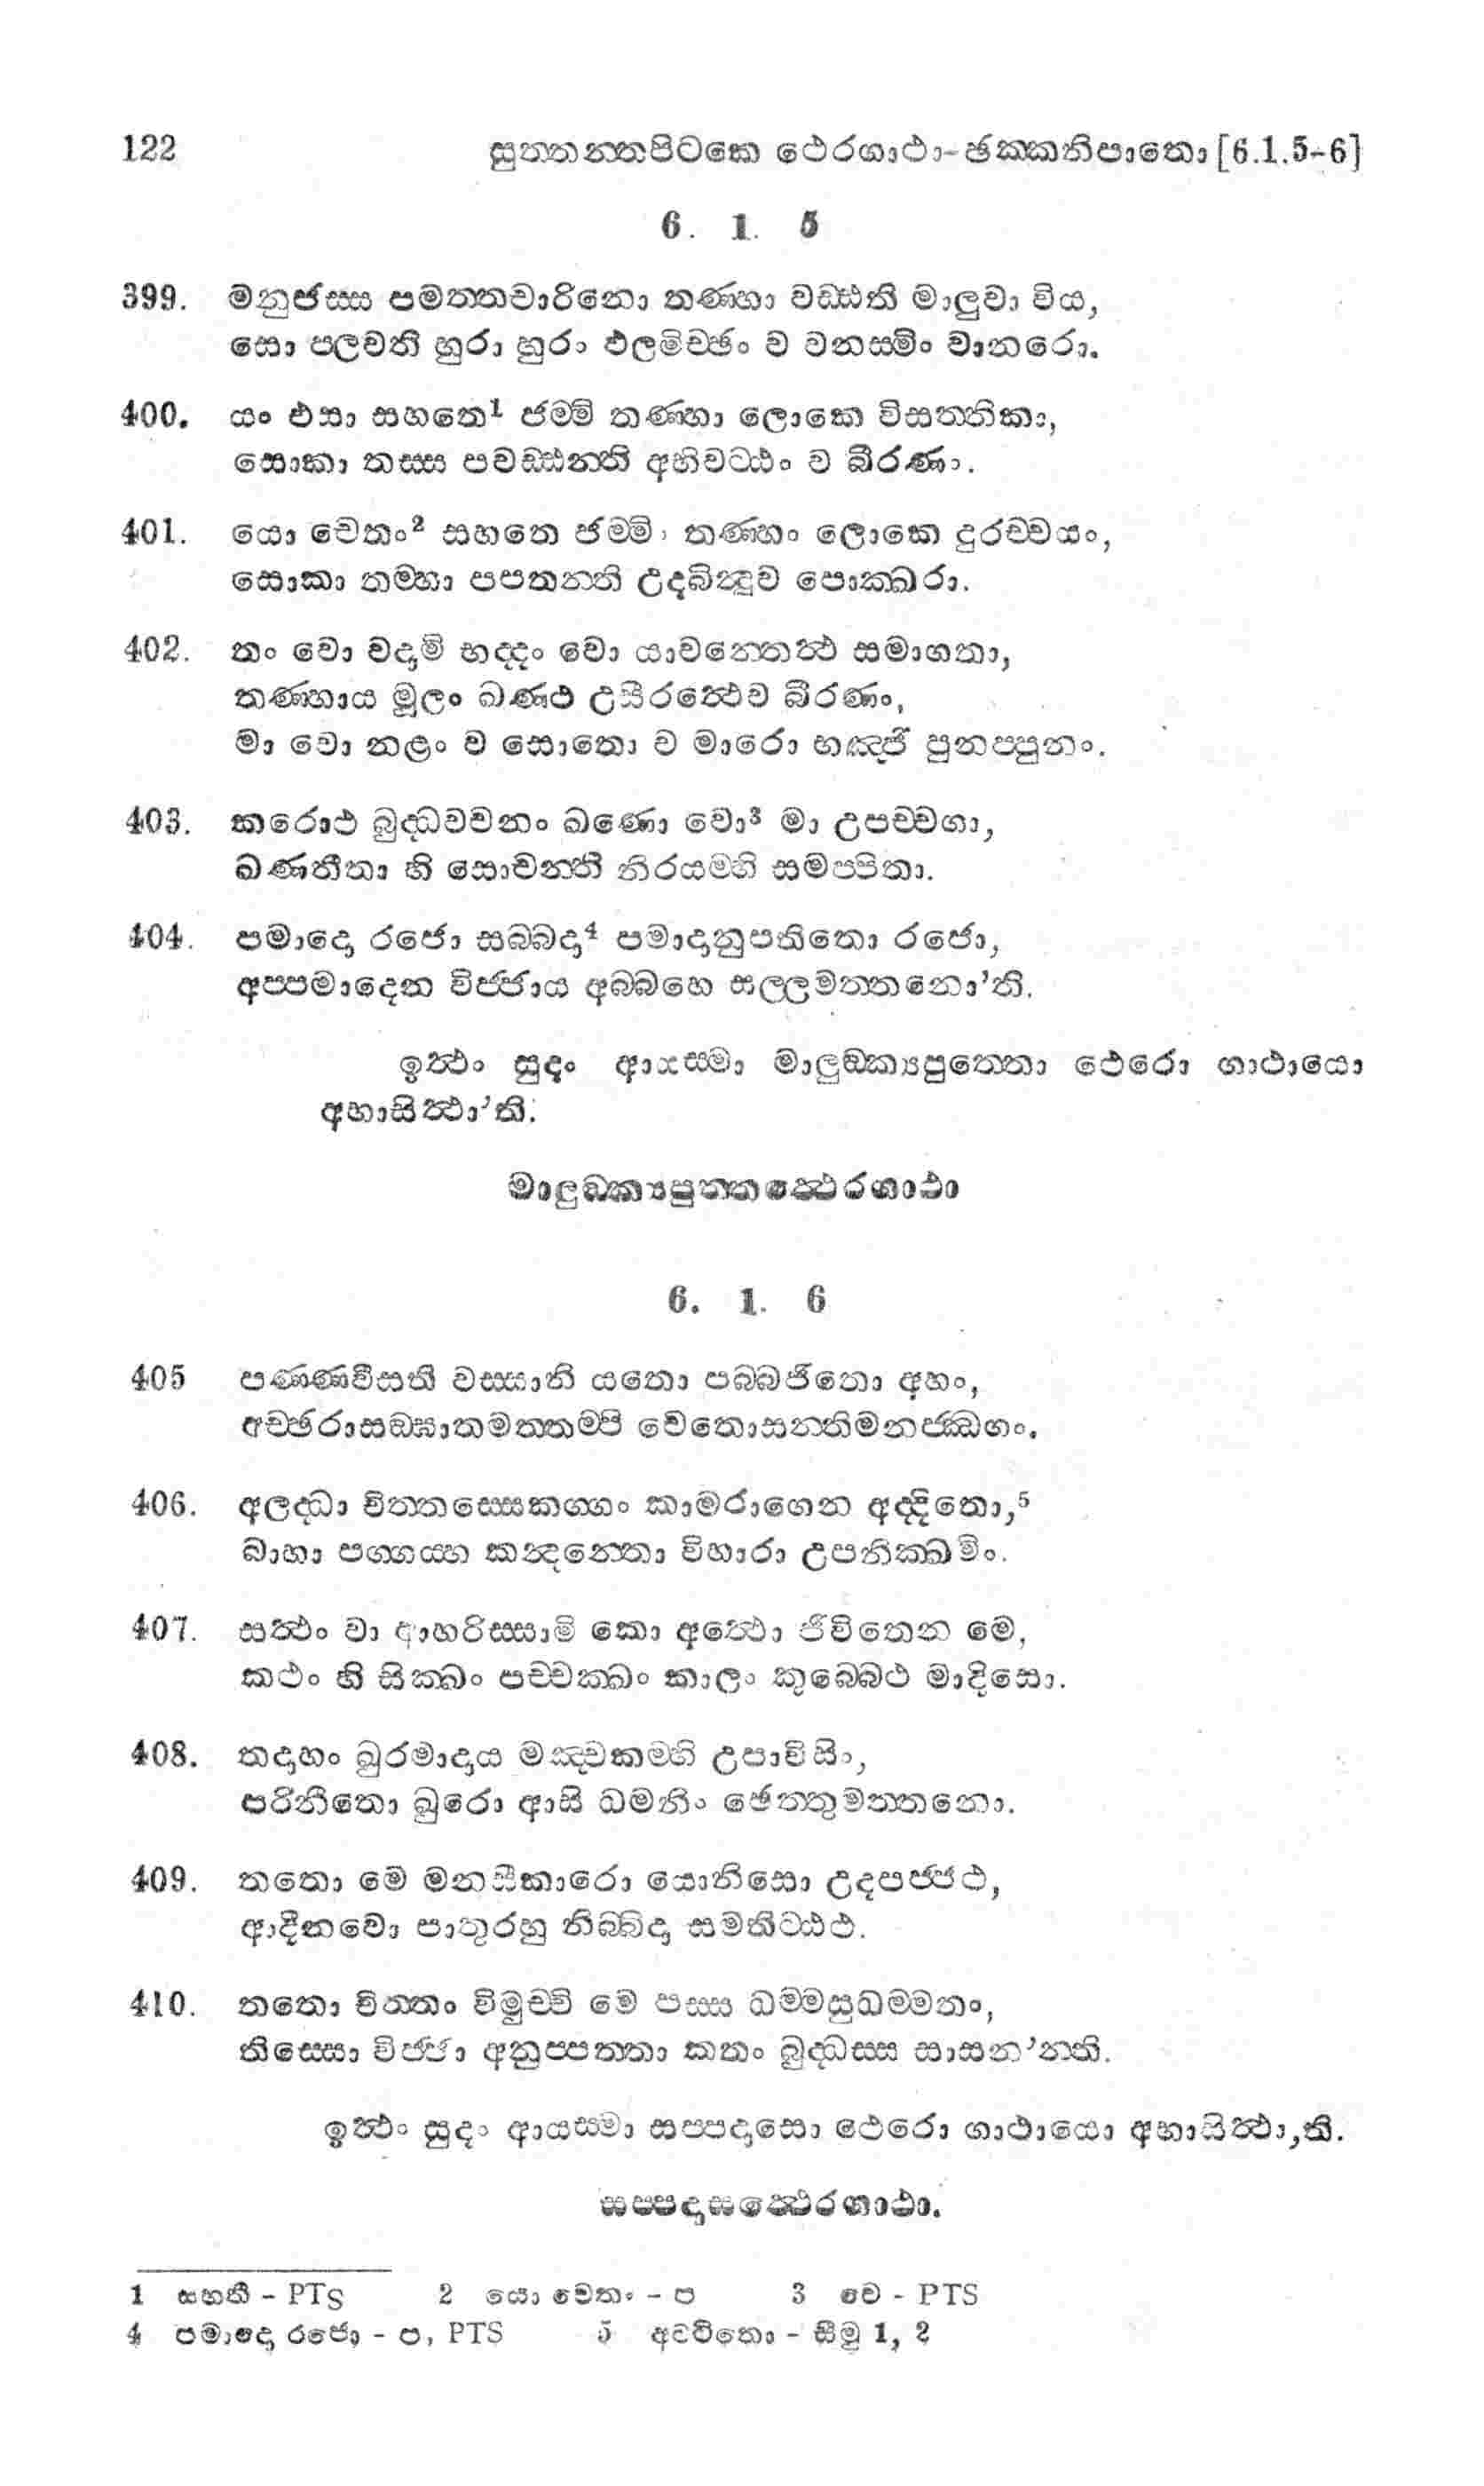 122 සුත්තන්තපිටකෙ ථෙරගාථා-ඡක්කනිපාතො [6.1.5-6]
6. 1. 5
399. මනුජස්ස පමත්තචාරිනො තණ්හා වඩ්ඪති මාලුවා විය,
සො පලවතී හුරා හුරං ඵලමිච්ඡං ව වනස්මිං වානරො.
400. යං එසා සහතෙ¹ ජම්මි තණ්හා ලොකෙ විසත්තිකා,
සොකා තස්ස පවඩ්ඪන්ති අභිවට්ඨං ව බීරණං.
401. යො චෙතං² සහතෙ ජම්මිං තණ්හං ලොකෙ දුරච්චයං,
සොකා තම්හා පපතන්ති උදබින්දූව පොක්ඛරා.
402. තං වො වදාමි භද්දං වො යාවන්තෙත්ථ සමාගතා,
තණ්හාය මූලං ඛණථ උසීරත්ථෙව බීරණං,
මා වො නළං ව සොතො ව මාරො භඤ්ජි පුනප්පුනං.
403. කරොථ බුද්ධවචනං ඛණො වො³ මා උපච්චගා,
ඛණතීතා හි සොචන්ති නිරයම්හි සමප්පිතා.
404. පමාදො රජො සබ්බදා⁴ පමාදානුපතිතො රජො,
අප්පමාදෙන විජ්ජාය අබ්බහෙ සල්ලමත්තනො’ති.
ඉත්ථං සුදං ආයස්මා මාලුඞ්ක්‍යපුත්තො ථෙරො ගාථායො
අභාසිත්ථා’ති.
මාලුඞ්ක්‍යපුත්තත්ථෙරගාථා
6. 1. 6
405 පණ්ණවීසතී වස්සානි යතො පබ්බජිතො අහං,
අච්ඡරාසඞ්ඝාතමත්තම්පි චෙතොසන්තිමනජ්ඣගං.
406. අලද්ධා චිත්තස්සෙකග්ගං කාමරාගෙන අද්දිතො,⁵
බාහා පග්ගය්හ කන්දන්තො විහාරා උපනික්ඛමිං.
407. සත්ථං වා ආහරිස්සාමි කො අත්ථො ජීවිතෙන මෙ,
කථං හි සික්ඛං පච්චක්ඛං කාලං කුබ්බෙථ මාදිසො.
408. තදාහං ඛුරමාදාය මඤ්චකම්හි උපාවිසිං,
පරිනීතො ඛුරො ආසි ධමනිං ඡෙත්තුමත්තනො.
409. තතො මෙ මනසීකාරො යොනිසො උදපජ්ජථ,
ආදීනවො පාතුරහු නිබ්බිදා සමතිට්ඨථ.
410. තතො චිත්තං විමුච්චි මෙ පස්ස ධම්මසුධම්මතං,
තිස්සො විජ්ජා අනුප්පත්තා කතං බුද්ධස්ස සාසන’න්ති.
ඉත්ථං සුදං ආයස්මා සප්පදාසො ථෙරො ගාථායො අභාසිත්ථා,ති.
සප්පදාසත්ථෙරගාථා.
1 සහතී - PTS 2 යො වෙතං - ප 3 වෙ - PTS
4 පමාදො රජො - ප, PTS 5 අට්ටිතො - සීමු 1, 2